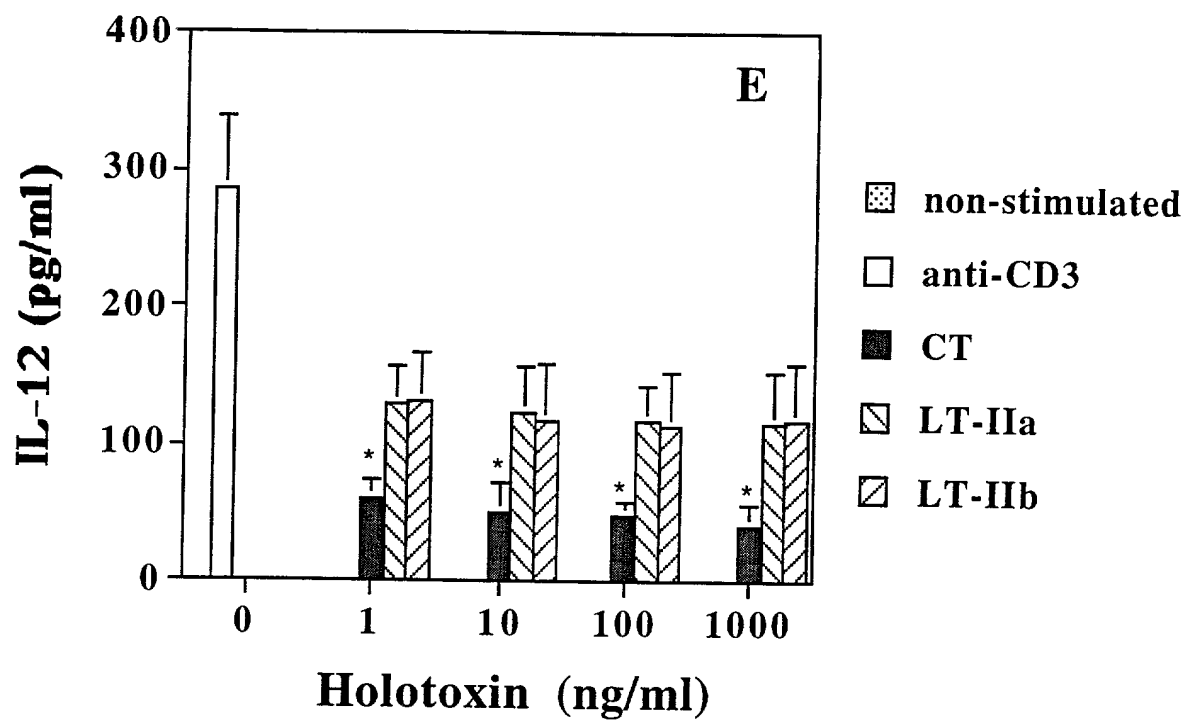 E
IL-12 (pg/ml)
400
300
200
100
0
*
*
*
*
0 1 10 100 1000
Holotoxin (ng/ml)
non-stimulated
anti-CD3
CT
LT-IIa
LT-IIb